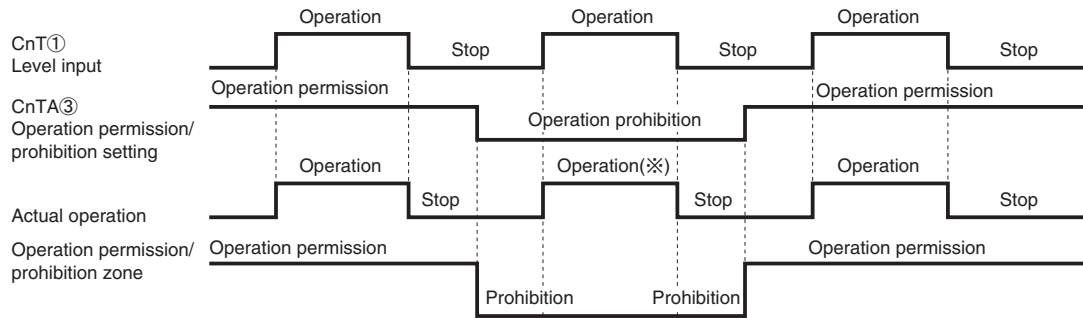 Operation Operation Operation
CnT① Level input Stop Stop Stop
Operation permission Operation permission
CnTA③
Operation permission/
prohibition setting
Operation prohibition
Operation Operation(※) Operation
Actual operation Stop Stop Stop
Operation permission/
prohibition zone
Operation permission Operation permission
Prohibition Prohibition